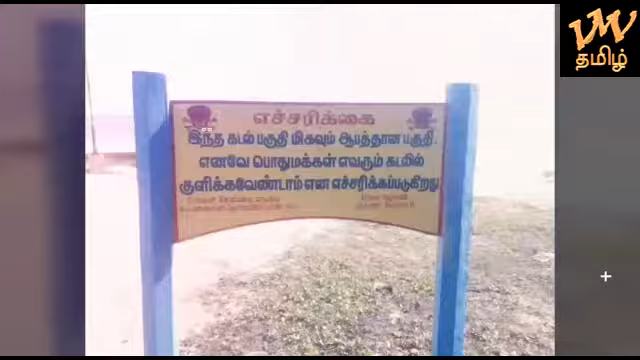 VMV
தமிழ்
எச்சரிக்கை
இந்த கடல் பகுதி மிகவும் ஆபத்தான பகுதி.
எனவே பொதுமக்கள் எவரும் கடலில்
குளிக்கவேண்டாம் என எச்சரிக்கப்படுகிறது